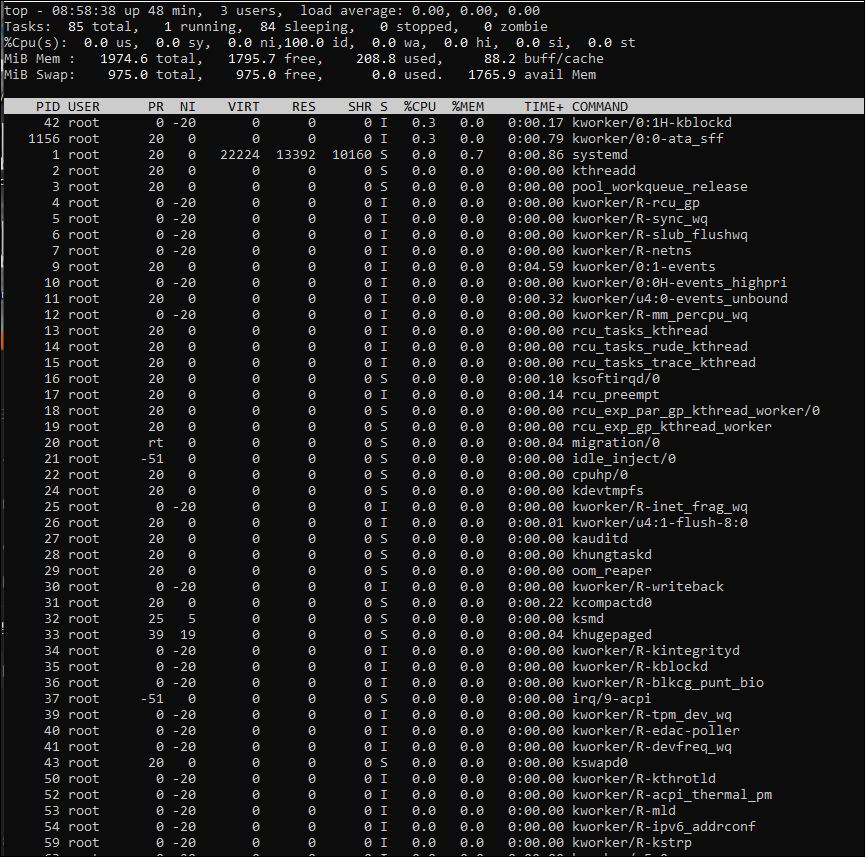 top - 08:58:38 up 48 min,  3 users,  load average: 0.00, 0.00, 0.00
Tasks:  85 total,   1 running,  84 sleeping,   0 stopped,   0 zombie
%Cpu(s):  0.0 us,  0.0 sy,  0.0 ni,100.0 id,  0.0 wa,  0.0 hi,  0.0 si,  0.0 st
MiB Mem :   1974.6 total,   1795.7 free,    208.8 used,     88.2 buff/cache
MiB Swap:    975.0 total,    975.0 free,      0.0 used.   1765.9 avail Mem
PID USER      PR  NI    VIRT    RES    SHR S  %CPU  %MEM     TIME+ COMMAND
42 root       0 -20       0      0      0 I   0.3   0.0   0:00.17 kworker/0:1H-kblockd
1156 root      20   0       0      0      0 I   0.3   0.0   0:00.79 kworker/0:0-ata_sff
1 root      20   0   22224  13392  10160 S   0.0   0.7   0:00.86 systemd
2 root      20   0       0      0      0 S   0.0   0.0   0:00.00 kthreadd
3 root      20   0       0      0      0 S   0.0   0.0   0:00.00 pool_workqueue_release
4 root       0 -20       0      0      0 I   0.0   0.0   0:00.00 kworker/R-rcu_gp
5 root       0 -20       0      0      0 I   0.0   0.0   0:00.00 kworker/R-sync_wq
6 root       0 -20       0      0      0 I   0.0   0.0   0:00.00 kworker/R-slub_flushwq
7 root       0 -20       0      0      0 I   0.0   0.0   0:00.00 kworker/R-netns
9 root      20   0       0      0      0 I   0.0   0.0   0:04.59 kworker/0:1-events
10 root       0 -20       0      0      0 I   0.0   0.0   0:00.00 kworker/0:0H-events_highpri
11 root      20   0       0      0      0 I   0.0   0.0   0:00.32 kworker/u4:0-events_unbound
12 root       0 -20       0      0      0 I   0.0   0.0   0:00.00 kworker/R-mm_percpu_wq
13 root      20   0       0      0      0 I   0.0   0.0   0:00.00 rcu_tasks_kthread
14 root      20   0       0      0      0 I   0.0   0.0   0:00.00 rcu_tasks_rude_kthread
15 root      20   0       0      0      0 I   0.0   0.0   0:00.00 rcu_tasks_trace_kthread
16 root      20   0       0      0      0 S   0.0   0.0   0:00.10 ksoftirqd/0
17 root      20   0       0      0      0 I   0.0   0.0   0:00.14 rcu_preempt
18 root      20   0       0      0      0 S   0.0   0.0   0:00.00 rcu_exp_par_gp_kthread_worker/0
19 root      20   0       0      0      0 S   0.0   0.0   0:00.00 rcu_exp_gp_kthread_worker
20 root      rt   0       0      0      0 S   0.0   0.0   0:00.04 migration/0
21 root     -51   0       0      0      0 S   0.0   0.0   0:00.00 idle_inject/0
22 root      20   0       0      0      0 S   0.0   0.0   0:00.00 cpuhp/0
24 root      20   0       0      0      0 S   0.0   0.0   0:00.00 kdevtmpfs
25 root       0 -20       0      0      0 I   0.0   0.0   0:00.00 kworker/R-inet_frag_wq
26 root      20   0       0      0      0 I   0.0   0.0   0:00.01 kworker/u4:1-flush-8:0
27 root      20   0       0      0      0 S   0.0   0.0   0:00.00 kauditd
28 root      20   0       0      0      0 S   0.0   0.0   0:00.00 khungtaskd
29 root      20   0       0      0      0 S   0.0   0.0   0:00.00 oom_reaper
30 root       0 -20       0      0      0 I   0.0   0.0   0:00.00 kworker/R-writeback
31 root      20   0       0      0      0 S   0.0   0.0   0:00.22 kcompactd0
32 root      25   5       0      0      0 S   0.0   0.0   0:00.00 ksmd
33 root      39  19       0      0      0 S   0.0   0.0   0:00.04 khugepaged
34 root       0 -20       0      0      0 I   0.0   0.0   0:00.00 kworker/R-kintegrityd
35 root       0 -20       0      0      0 I   0.0   0.0   0:00.00 kworker/R-kblockd
36 root       0 -20       0      0      0 I   0.0   0.0   0:00.00 kworker/R-blkcg_punt_bio
37 root     -51   0       0      0      0 S   0.0   0.0   0:00.00 irq/9-acpi
39 root       0 -20       0      0      0 I   0.0   0.0   0:00.00 kworker/R-tpm_dev_wq
40 root       0 -20       0      0      0 I   0.0   0.0   0:00.00 kworker/R-edac-poller
41 root       0 -20       0      0      0 I   0.0   0.0   0:00.00 kworker/R-devfreq_wq
43 root      20   0       0      0      0 S   0.0   0.0   0:00.00 kswapd0
50 root       0 -20       0      0      0 I   0.0   0.0   0:00.00 kworker/R-kthrotld
52 root       0 -20       0      0      0 I   0.0   0.0   0:00.00 kworker/R-acpi_thermal_pm
53 root       0 -20       0      0      0 I   0.0   0.0   0:00.00 kworker/R-mld
54 root       0 -20       0      0      0 I   0.0   0.0   0:00.00 kworker/R-ipv6_addrconf
59 root       0 -20       0      0      0 I   0.0   0.0   0:00.00 kworker/R-kstrp